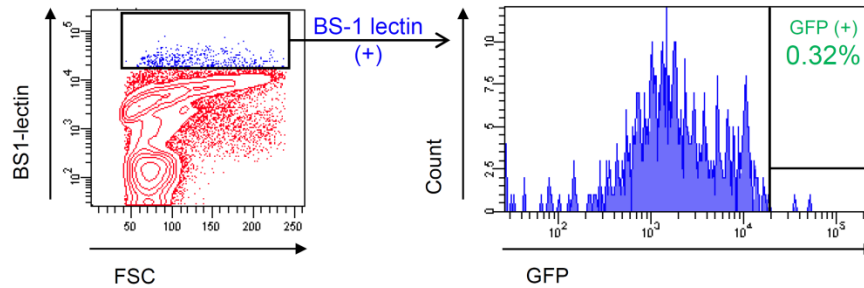 BS-1 lectin
(+)
GFP (+)
0.32%
BS1-lectin
10^5
10^4
10^3
10^2
50 100 150 200 250
FSC
Count
10
7.5
5
2.5
0
10^2 10^3 10^4 10^5
GFP